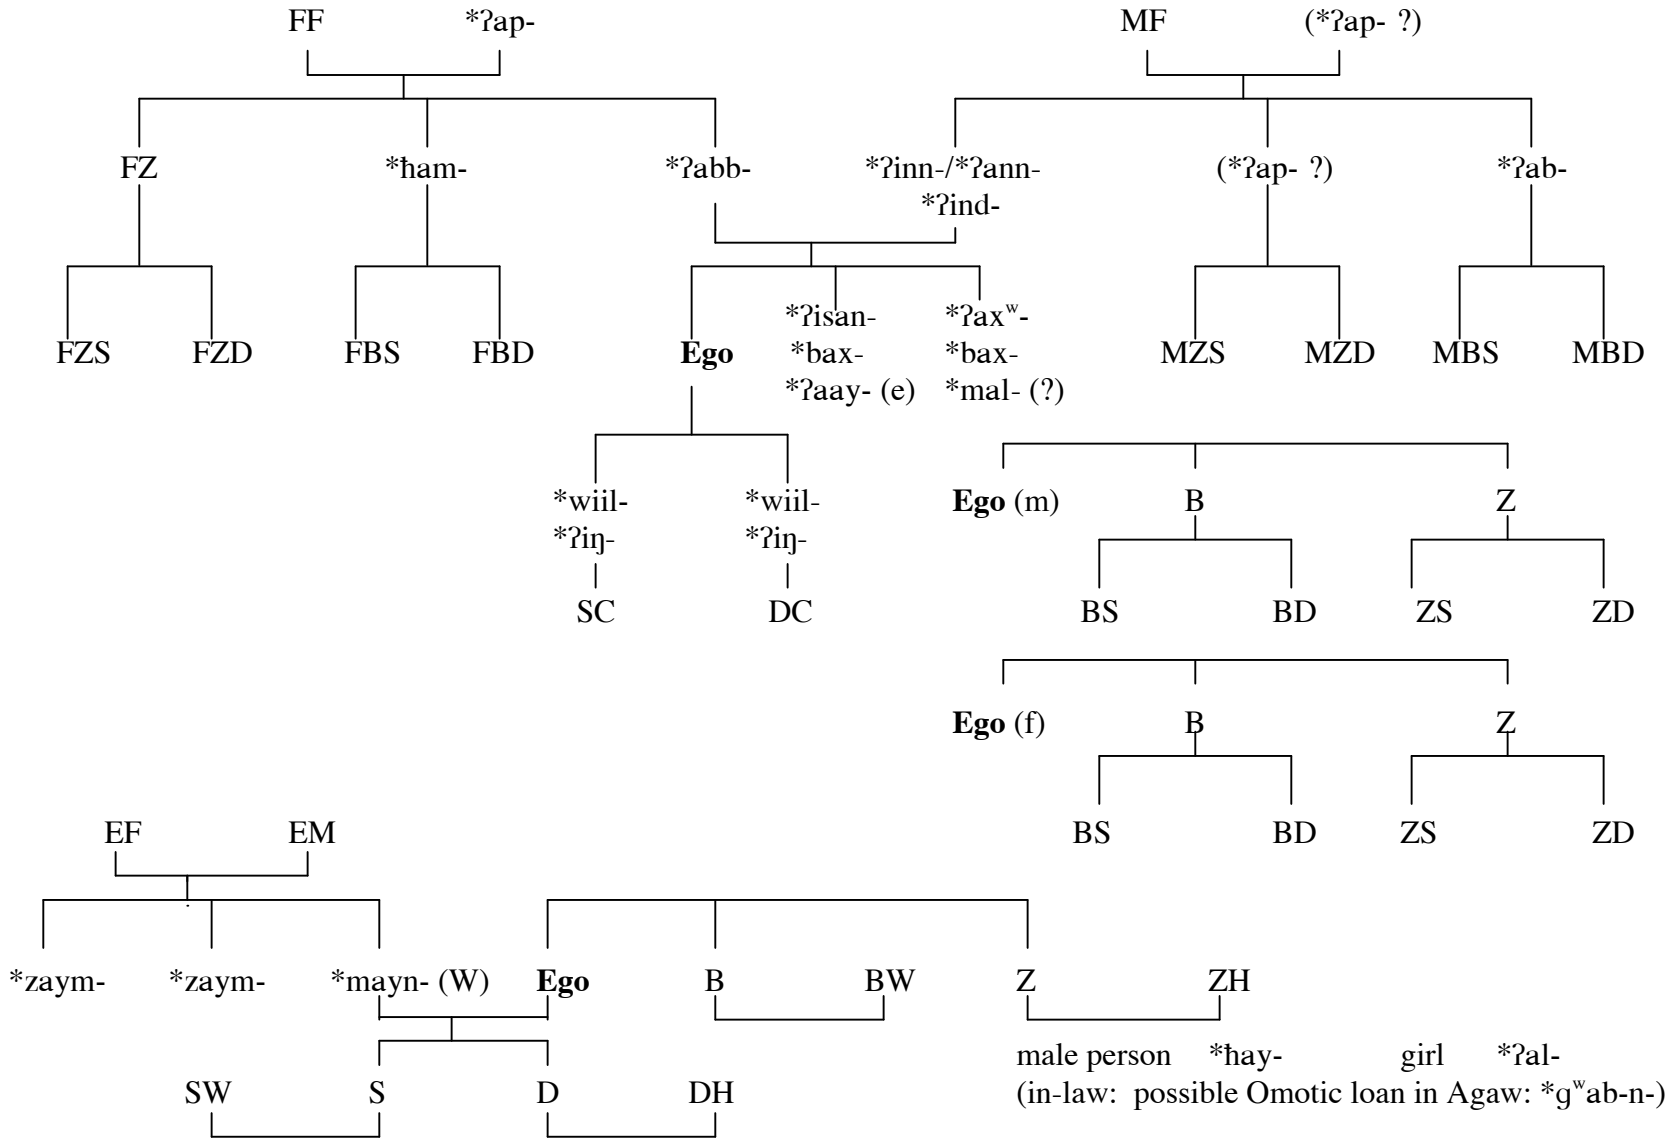 FF *ʔap- MF (*ʔap- ?)
FZ *ħam- *ʔabb- *ʔinn-/*ʔann- (*ʔap- ?) *ʔab-
*ʔind-
*ʔisan- *ʔaxʷ-
FZS FZD FBS FBD Ego *bax- *bax- MZS MZD MBS MBD
*ʔaay- (e) *mal- (?)
*wiil- *wiil- Ego (m) B Z
*ʔiŋ- *ʔiŋ-
SC DC BS BD ZS ZD
Ego (f) B Z
EF EM BS BD ZS ZD
*zaym- *zaym- *mayn- (W) Ego B BW Z ZH
male person *ħay- girl *ʔal-
SW S D DH (in-law: possible Omotic loan in Agaw: *gʷab-n-)